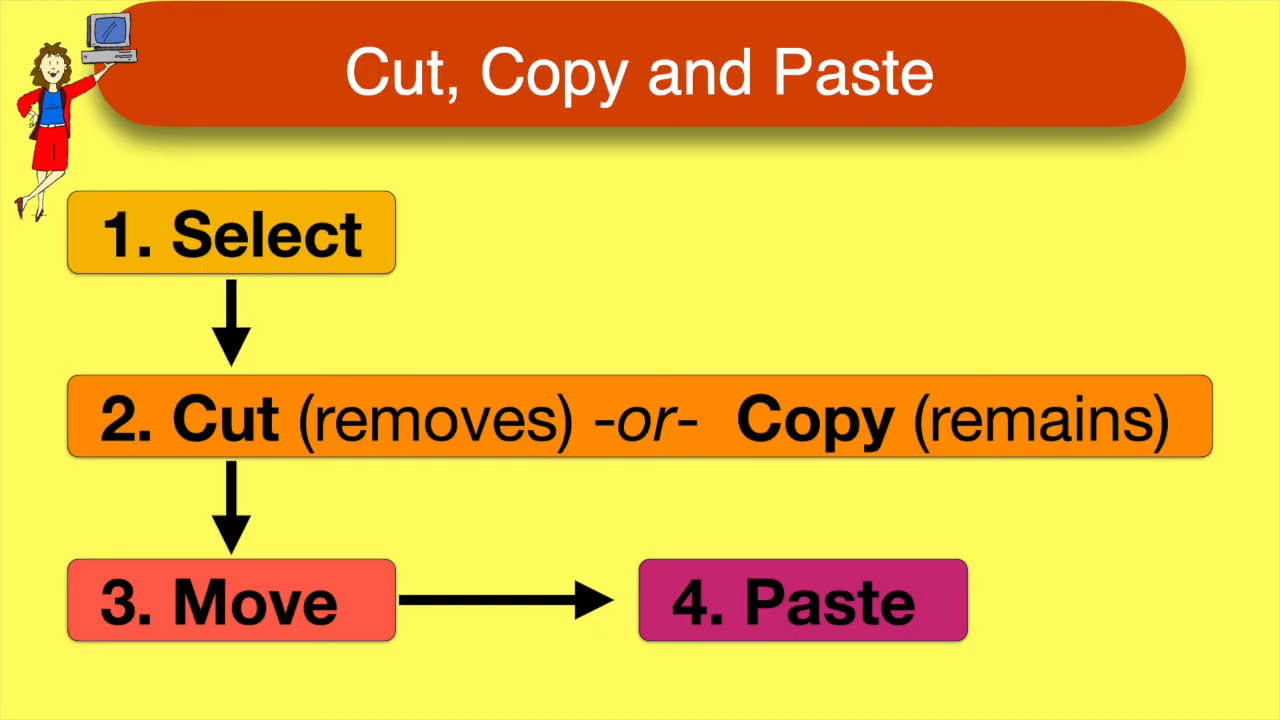 Cut, Copy and Paste
1. Select
2. Cut (removes) -or- Copy (remains)
3. Move
4. Paste